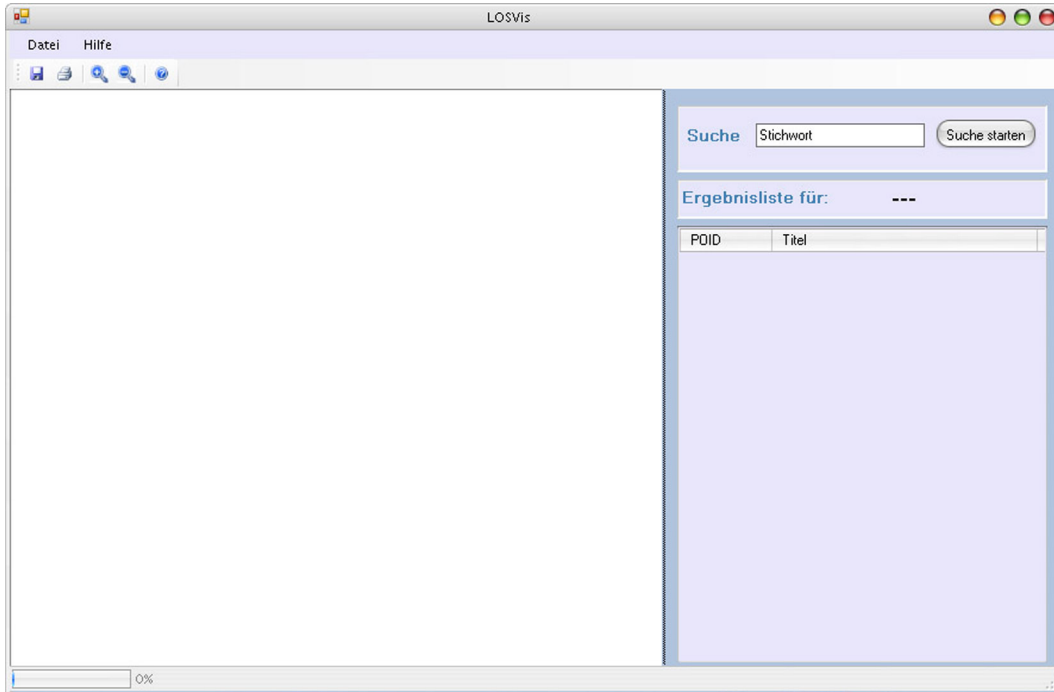 LOSVis
Datei Hilfe
Suche Stichwort Suche starten
Ergebnisliste für: ---
POID Titel
0%